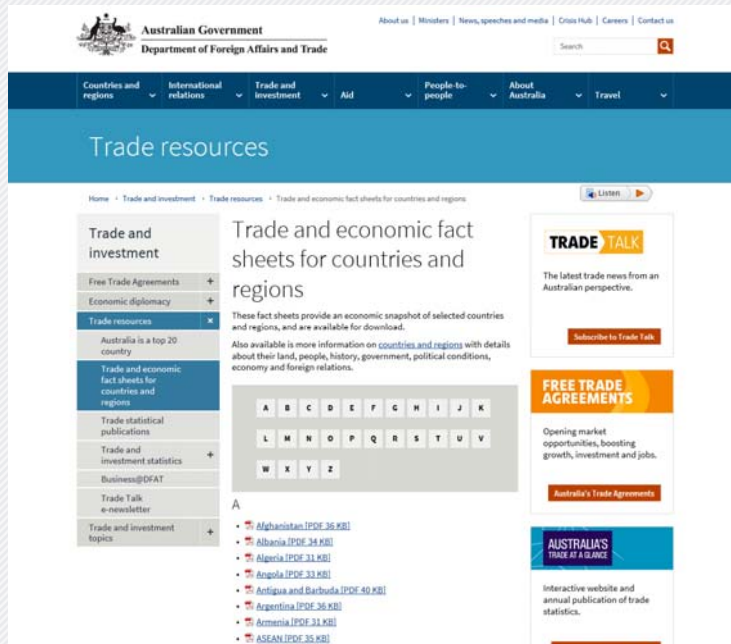 Australian Government
Department of Foreign Affairs and Trade
About us | Ministers | News, speeches and media | Crisis Hub | Careers | Contact us
Search
Countries and regions
International relations
Trade and investment
Aid
People-to-people
About Australia
Travel
Trade resources
Home
Trade and investment
Trade resources
Trade and economic fact sheets for countries and regions
Listen
Trade and
investment
Free Trade Agreements +
Economic diplomacy +
Trade resources ×
Australia is a top 20
country
Trade and economic
fact sheets for
countries and
regions
Trade statistical
publications
Trade and
investment statistics +
Business@DFAT
Trade Talk
e-newsletter
Trade and investment
topics +
Trade and economic fact
sheets for countries and
regions
These fact sheets provide an economic snapshot of selected countries
and regions, and are available for download.
Also available is more information on countries and regions with details
about their land, people, history, government, political conditions,
economy and foreign relations.
A B C D E F G H I J K
L M N O P Q R S T U V
W X Y Z
A
• Afghanistan [PDF 36 KB]
• Albania [PDF 34 KB]
• Algeria [PDF 31 KB]
• Angola [PDF 33 KB]
• Antigua and Barbuda [PDF 40 KB]
• Argentina [PDF 36 KB]
• Armenia [PDF 31 KB]
• ASEAN [PDF 35 KB]
TRADE TALK
The latest trade news from an
Australian perspective.
Subscribe to Trade Talk
FREE TRADE
AGREEMENTS
Opening market
opportunities, boosting
growth, investment and jobs.
Australia's Trade Agreements
AUSTRALIA'S
TRADE AT A GLANCE
Interactive website and
annual publication of trade
statistics.